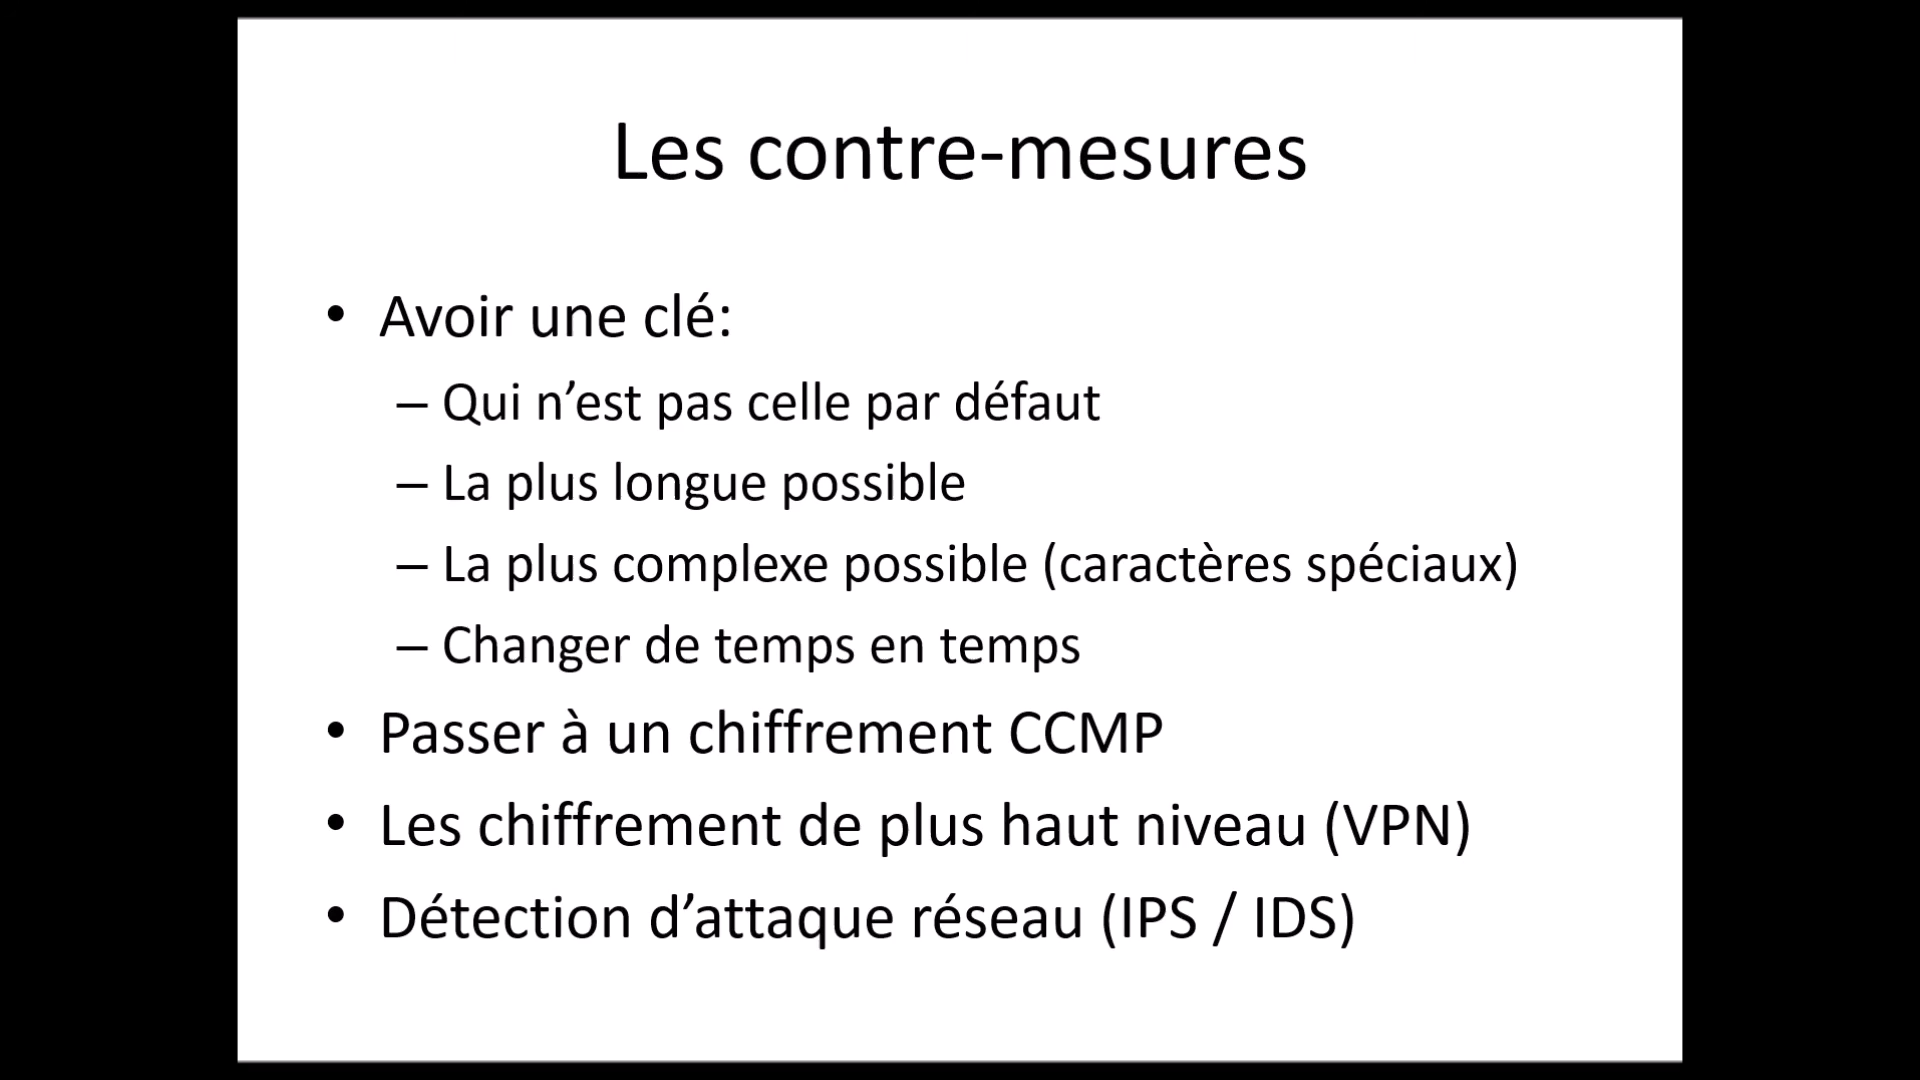 Les contre-mesures
• Avoir une clé:
– Qui n’est pas celle par défaut
– La plus longue possible
– La plus complexe possible (caractères spéciaux)
– Changer de temps en temps
• Passer à un chiffrement CCMP
• Les chiffrement de plus haut niveau (VPN)
• Détection d’attaque réseau (IPS / IDS)